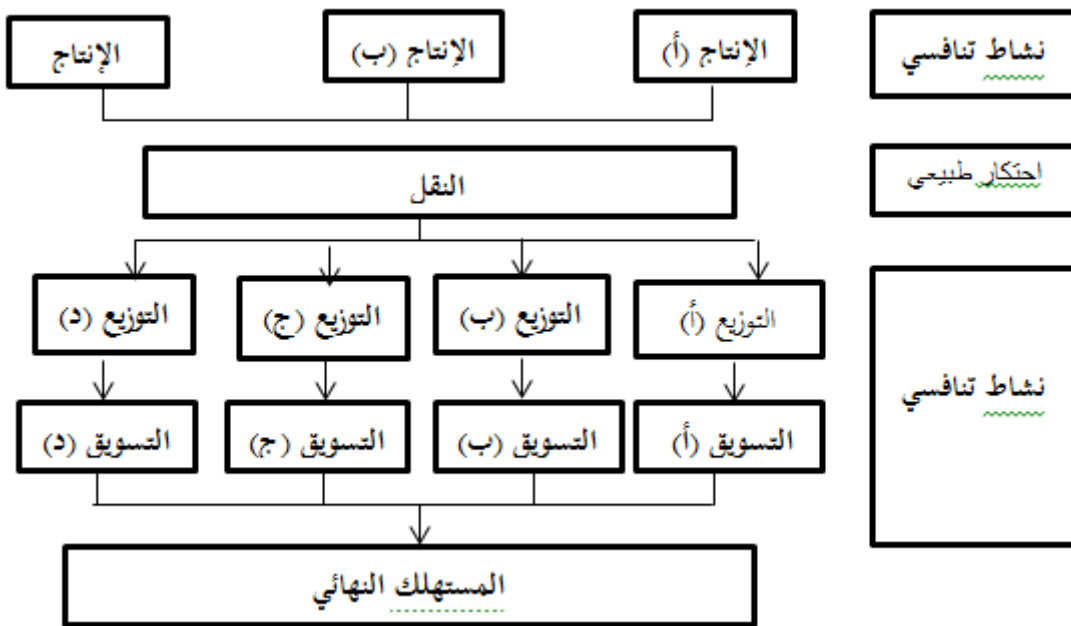 نشاط تنافسي
الإنتاج (أ)
الإنتاج (ب)
الإنتاج
احتكار طبيعي
النقل
التوزيع (أ)
التوزيع (ب)
التوزيع (ج)
التوزيع (د)
نشاط تنافسي
التسويق (أ)
التسويق (ب)
التسويق (ج)
التسويق (د)
المستهلك النهائي